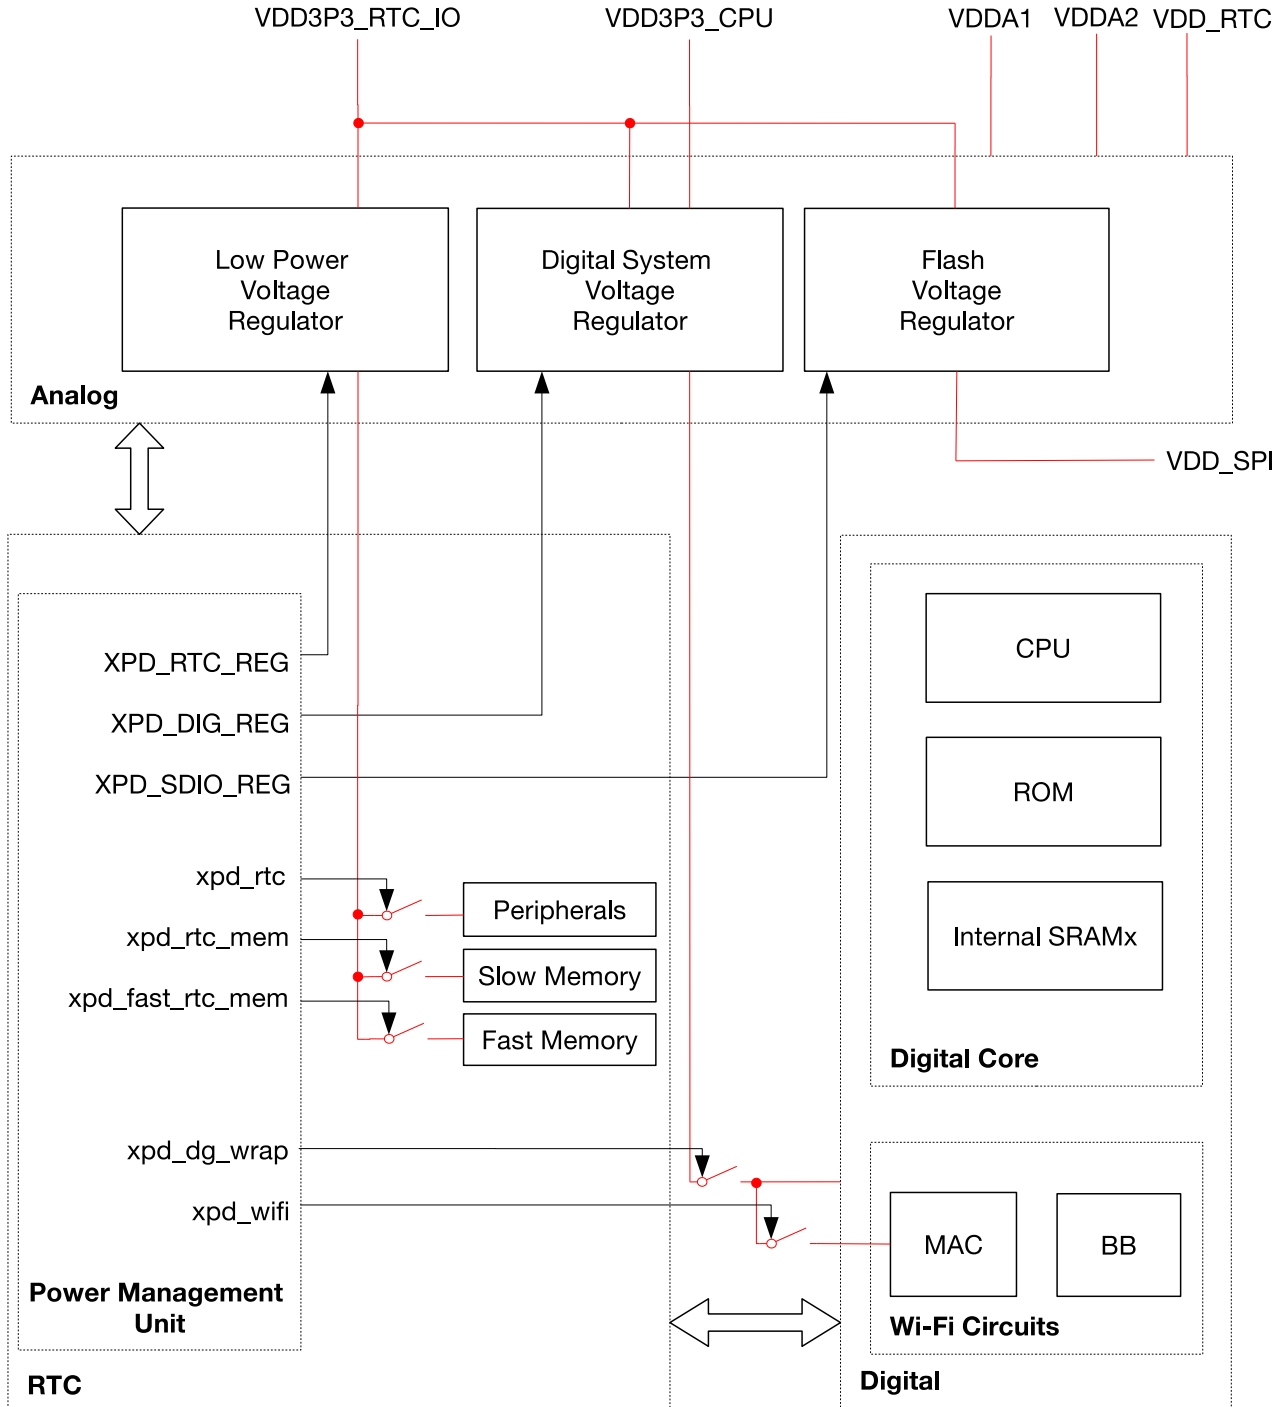 VDD3P3_RTC_IO
VDD3P3_CPU
VDDA1
VDDA2
VDD_RTC
Low Power
Voltage
Regulator
Digital System
Voltage
Regulator
Flash
Voltage
Regulator
Analog
VDD_SPI
XPD_RTC_REG
XPD_DIG_REG
XPD_SDIO_REG
xpd_rtc
xpd_rtc_mem
xpd_fast_rtc_mem
Peripherals
Slow Memory
Fast Memory
xpd_dg_wrap
xpd_wifi
Power Management
Unit
RTC
CPU
ROM
Internal SRAMx
Digital Core
MAC
BB
Wi-Fi Circuits
Digital